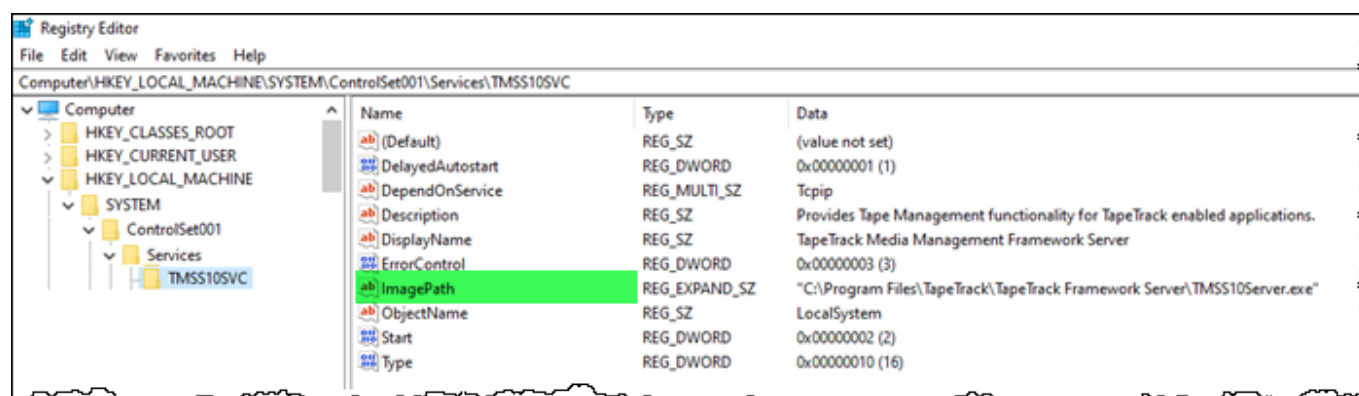 Registry Editor
File Edit View Favorites Help
Computer\HKEY_LOCAL_MACHINE\SYSTEM\ControlSet001\Services\TMSS10SVC
Computer
HKEY_CLASSES_ROOT
HKEY_CURRENT_USER
HKEY_LOCAL_MACHINE
SYSTEM
ControlSet001
Services
TMSS10SVC
Name Type Data
(Default) REG_SZ (value not set)
DelayedAutostart REG_DWORD 0x00000001 (1)
DependOnService REG_MULTI_SZ Tcpip
Description REG_SZ Provides Tape Management functionality for TapeTrack enabled applications.
DisplayName REG_SZ TapeTrack Media Management Framework Server
ErrorControl REG_DWORD 0x00000003 (3)
ImagePath REG_EXPAND_SZ "C:\Program Files\TapeTrack\TapeTrack Framework Server\TMSS10Server.exe"
ObjectName REG_SZ LocalSystem
Start REG_DWORD 0x00000002 (2)
Type REG_DWORD 0x00000010 (16)